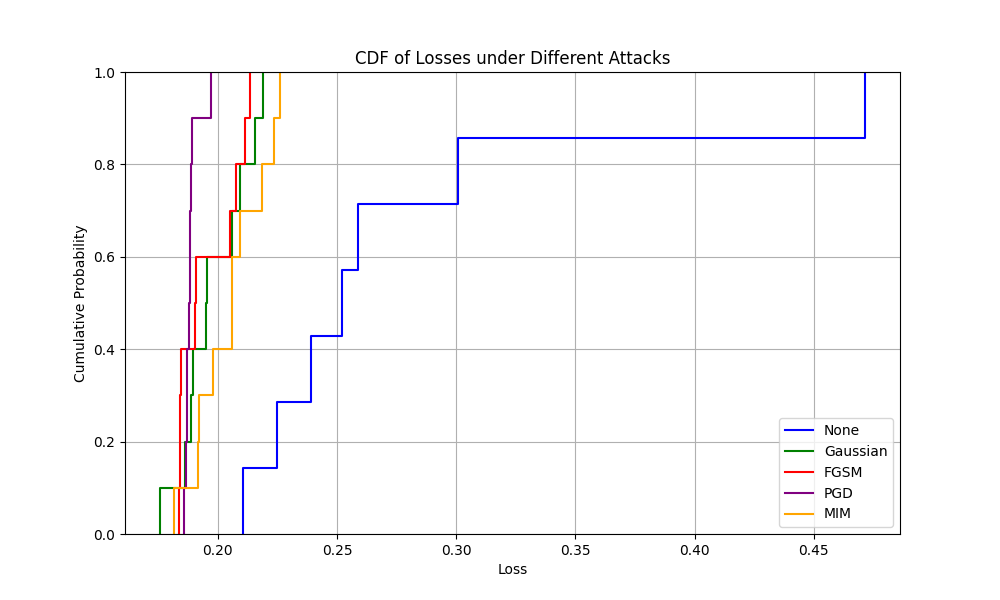 CDF of Losses under Different Attacks
Cumulative Probability
1.0
0.8
0.6
0.4
0.2
0.0
0.20 0.25 0.30 0.35 0.40 0.45
Loss
None
Gaussian
FGSM
PGD
MIM